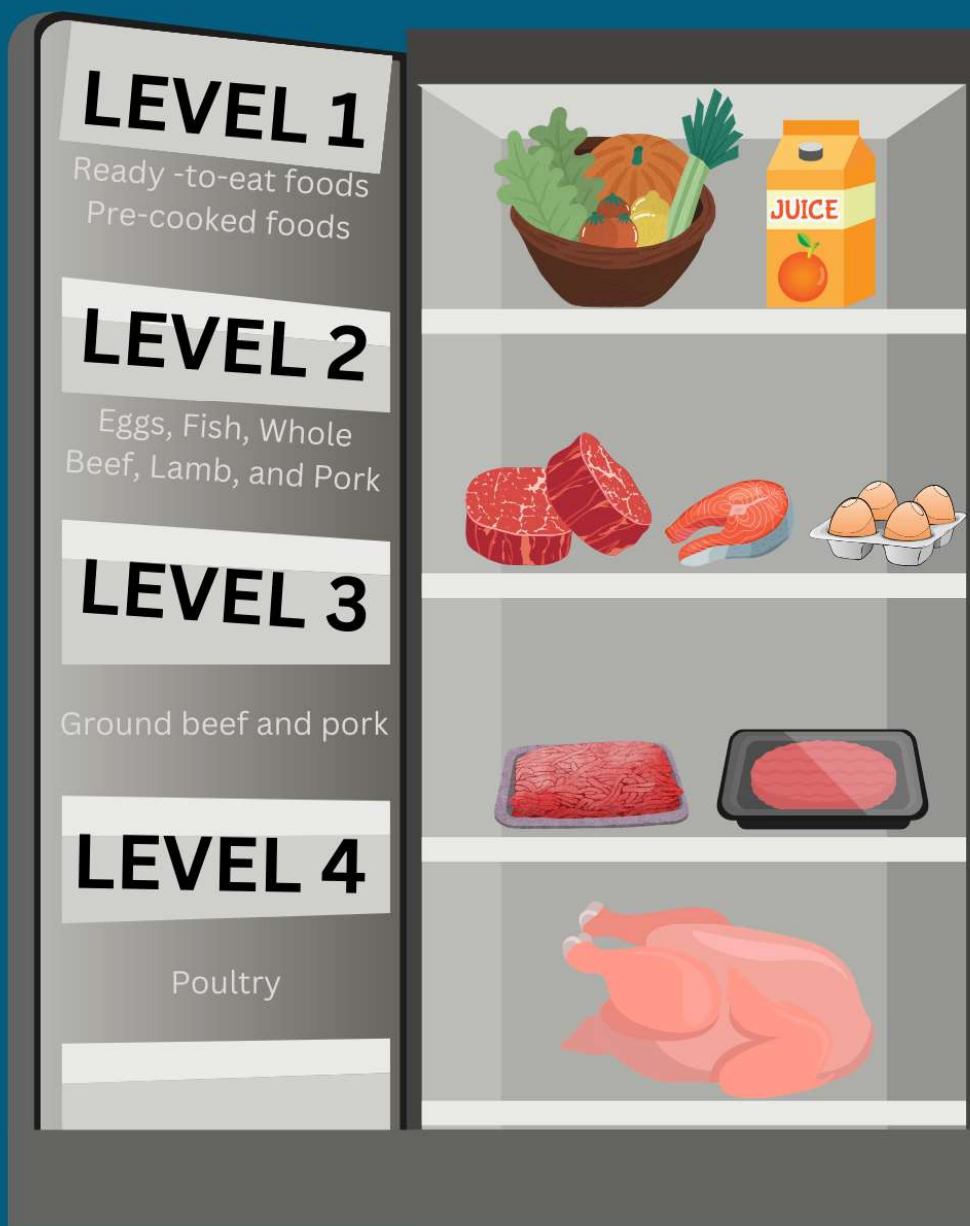 LEVEL 1
Ready -to-eat foods
Pre-cooked foods
JUICE
LEVEL 2
Eggs, Fish, Whole
Beef, Lamb, and Pork
LEVEL 3
Ground beef and pork
LEVEL 4
Poultry